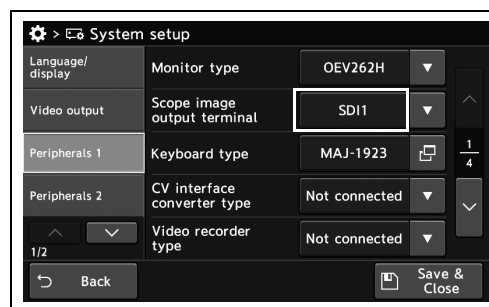 > System setup
Language/
display
Monitor type
OEV262H
Video output
Scope image
output terminal
SDI1
Peripherals 1
Keyboard type
MAJ-1923
1
4
Peripherals 2
CV interface
converter type
Not connected
1/2
Video recorder
type
Not connected
Back
Save &
Close